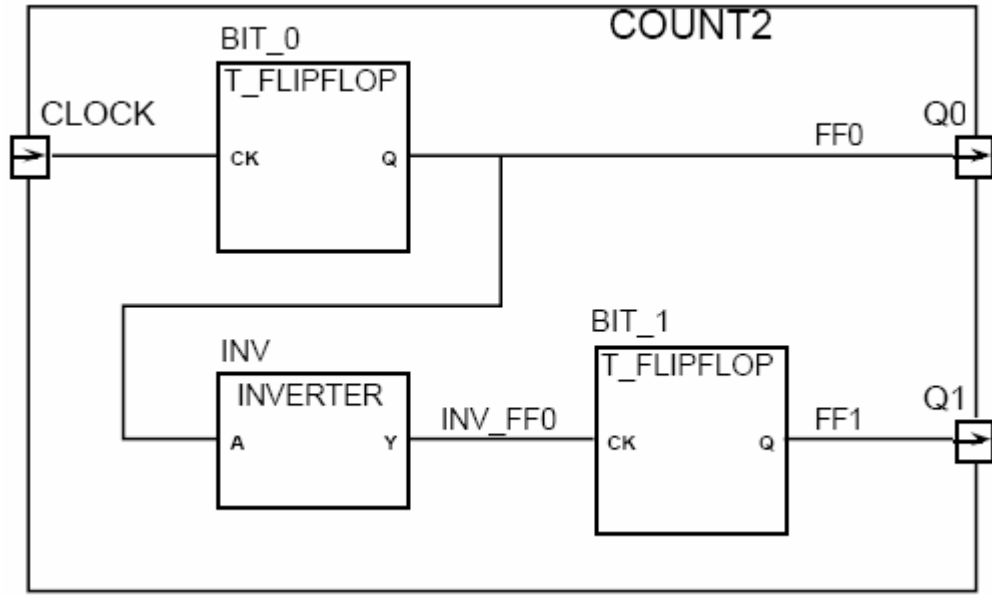 COUNT2
BIT_0
T_FLIPFLOP
CLOCK
CK
Q
FF0
Q0
BIT_1
INV
T_FLIPFLOP
INVERTER
INV_FF0
FF1
Q1
A
Y
CK
Q